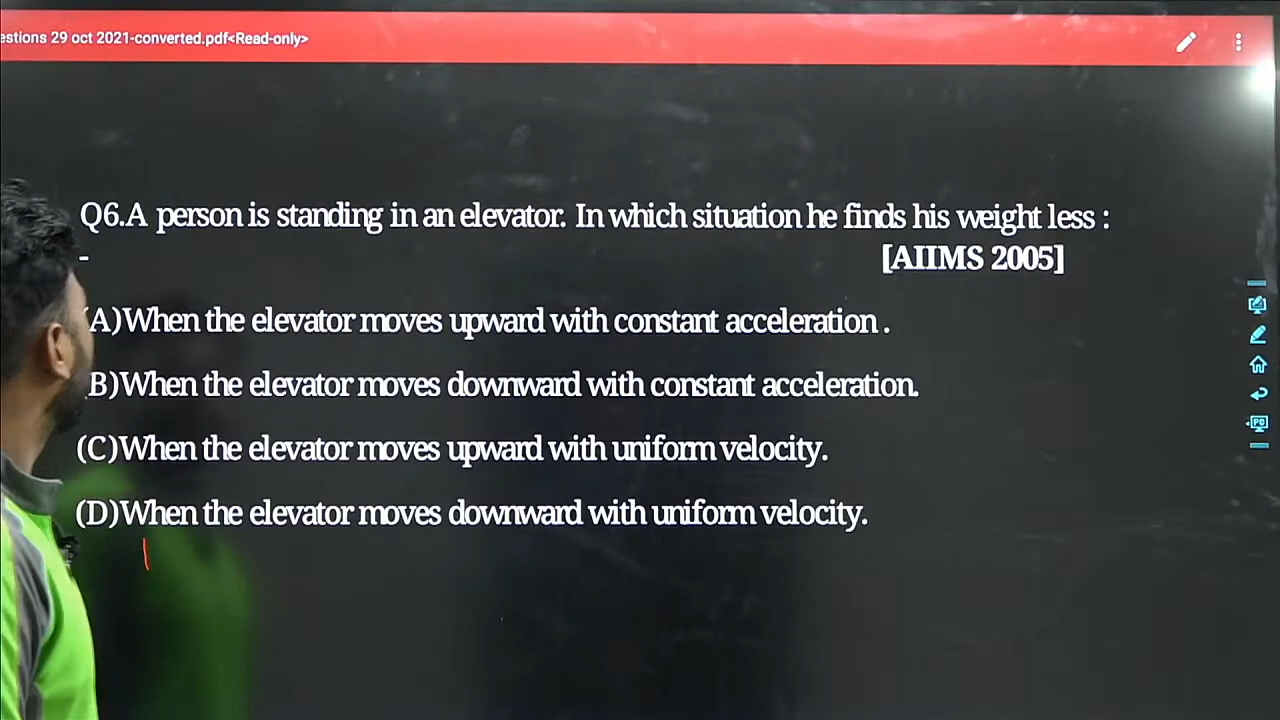 estions 29 oct 2021-converted.pdf<Read-only>
Q6.A person is standing in an elevator. In which situation he finds his weight less :
- [AIIMS 2005]
(A)When the elevator moves upward with constant acceleration .
(B)When the elevator moves downward with constant acceleration.
(C)When the elevator moves upward with uniform velocity.
(D)When the elevator moves downward with uniform velocity.